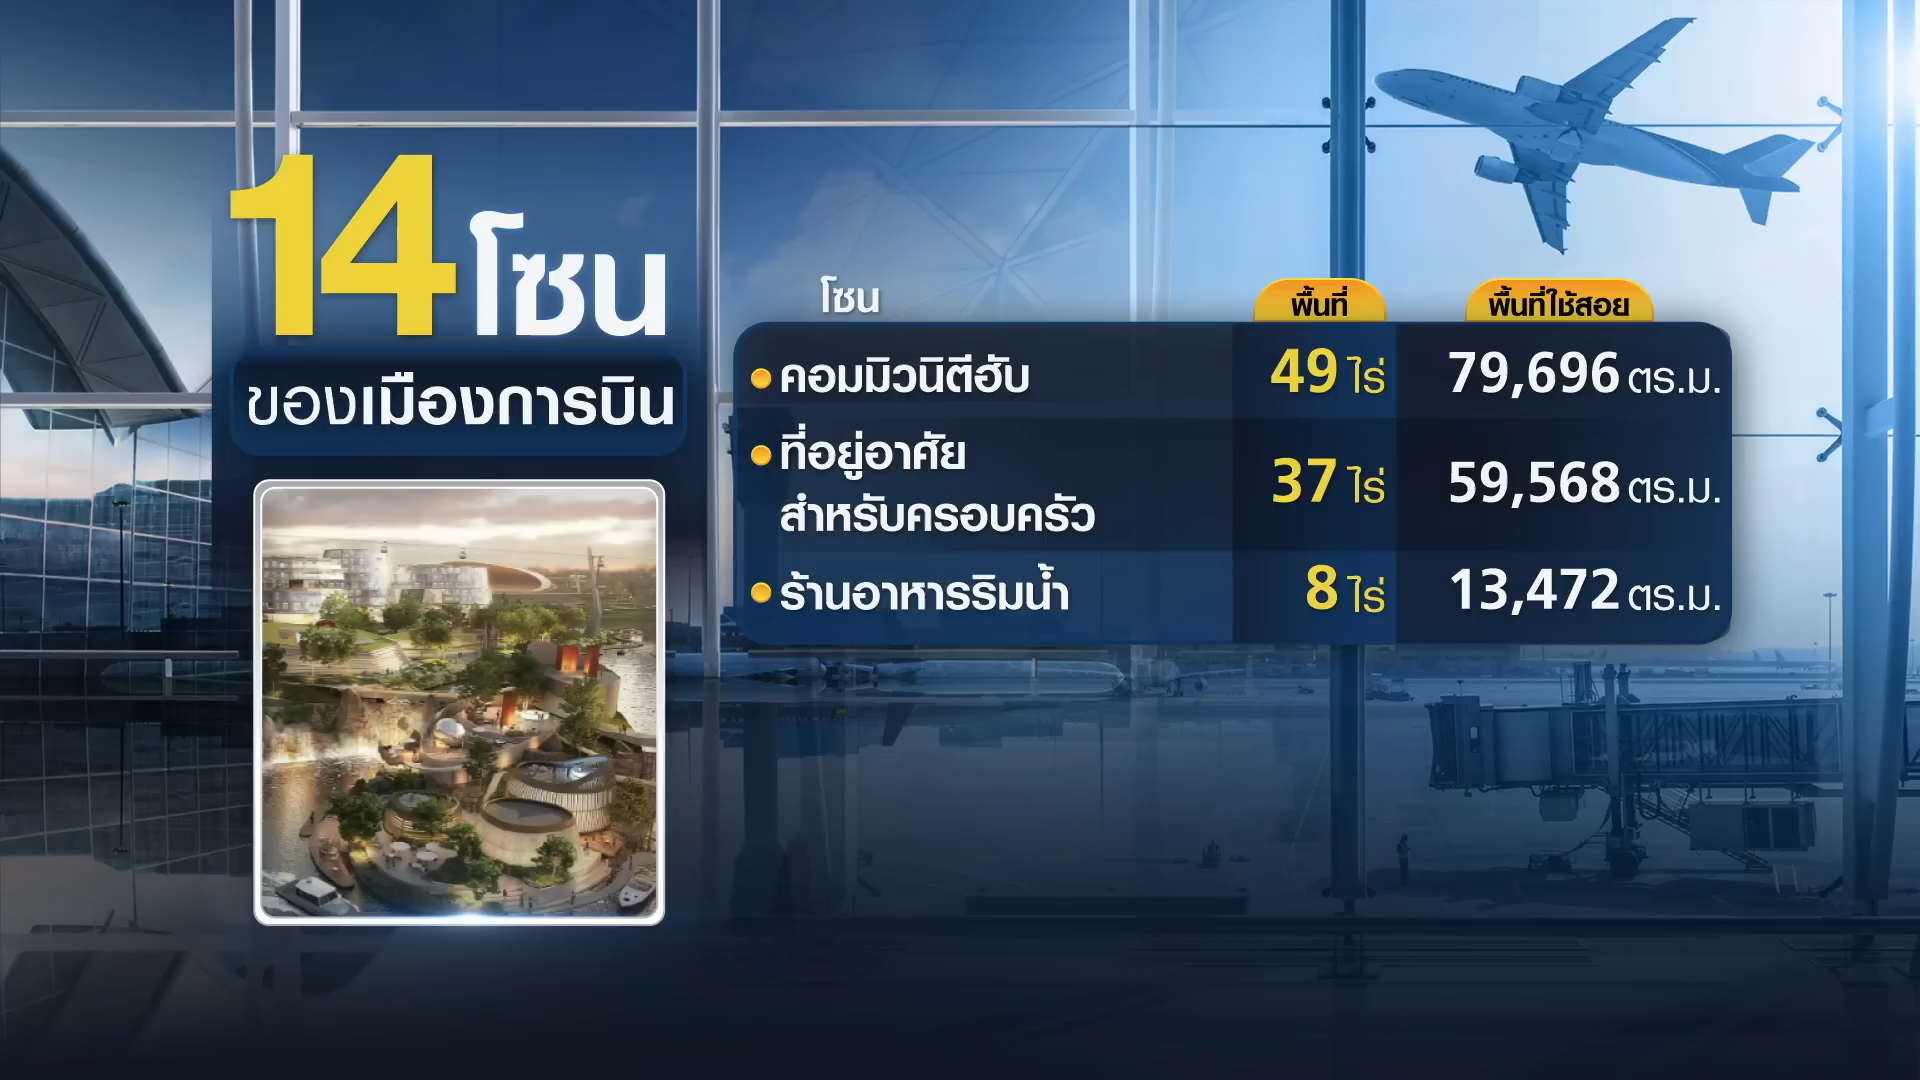 14 โซน
ของเมืองการบิน
โซน พื้นที่ พื้นที่ใช้สอย
• คอมมิวนิตีฮับ 49 ไร่ 79,696 ตร.ม.
• ที่อยู่อาศัย
สำหรับครอบครัว 37 ไร่ 59,568 ตร.ม.
• ร้านอาหารริมน้ำ 8 ไร่ 13,472 ตร.ม.